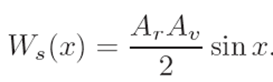 W_s(x) = \frac{A_r A_v}{2} \sin x.